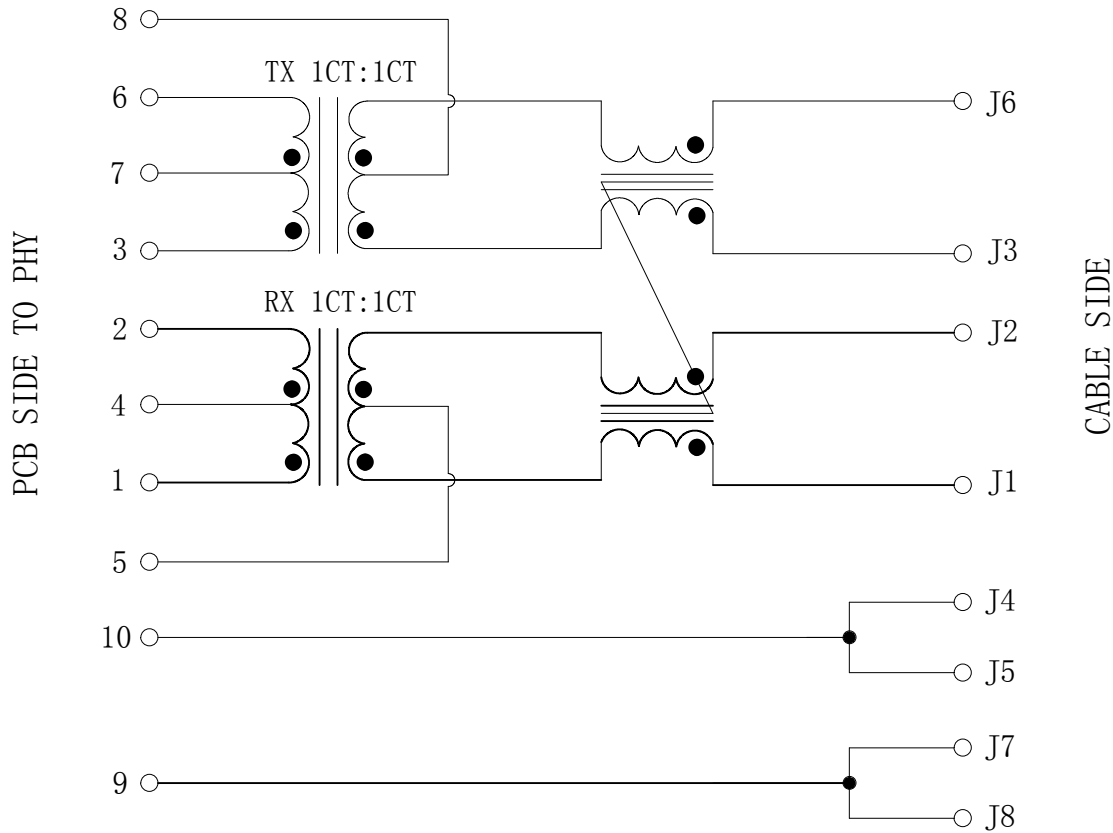 8
TX 1CT:1CT
6
J6
7
3
J3
PCB SIDE TO PHY
CABLE SIDE
RX 1CT:1CT
2
J2
4
1
J1
5
J4
10
J5
J7
9
J8